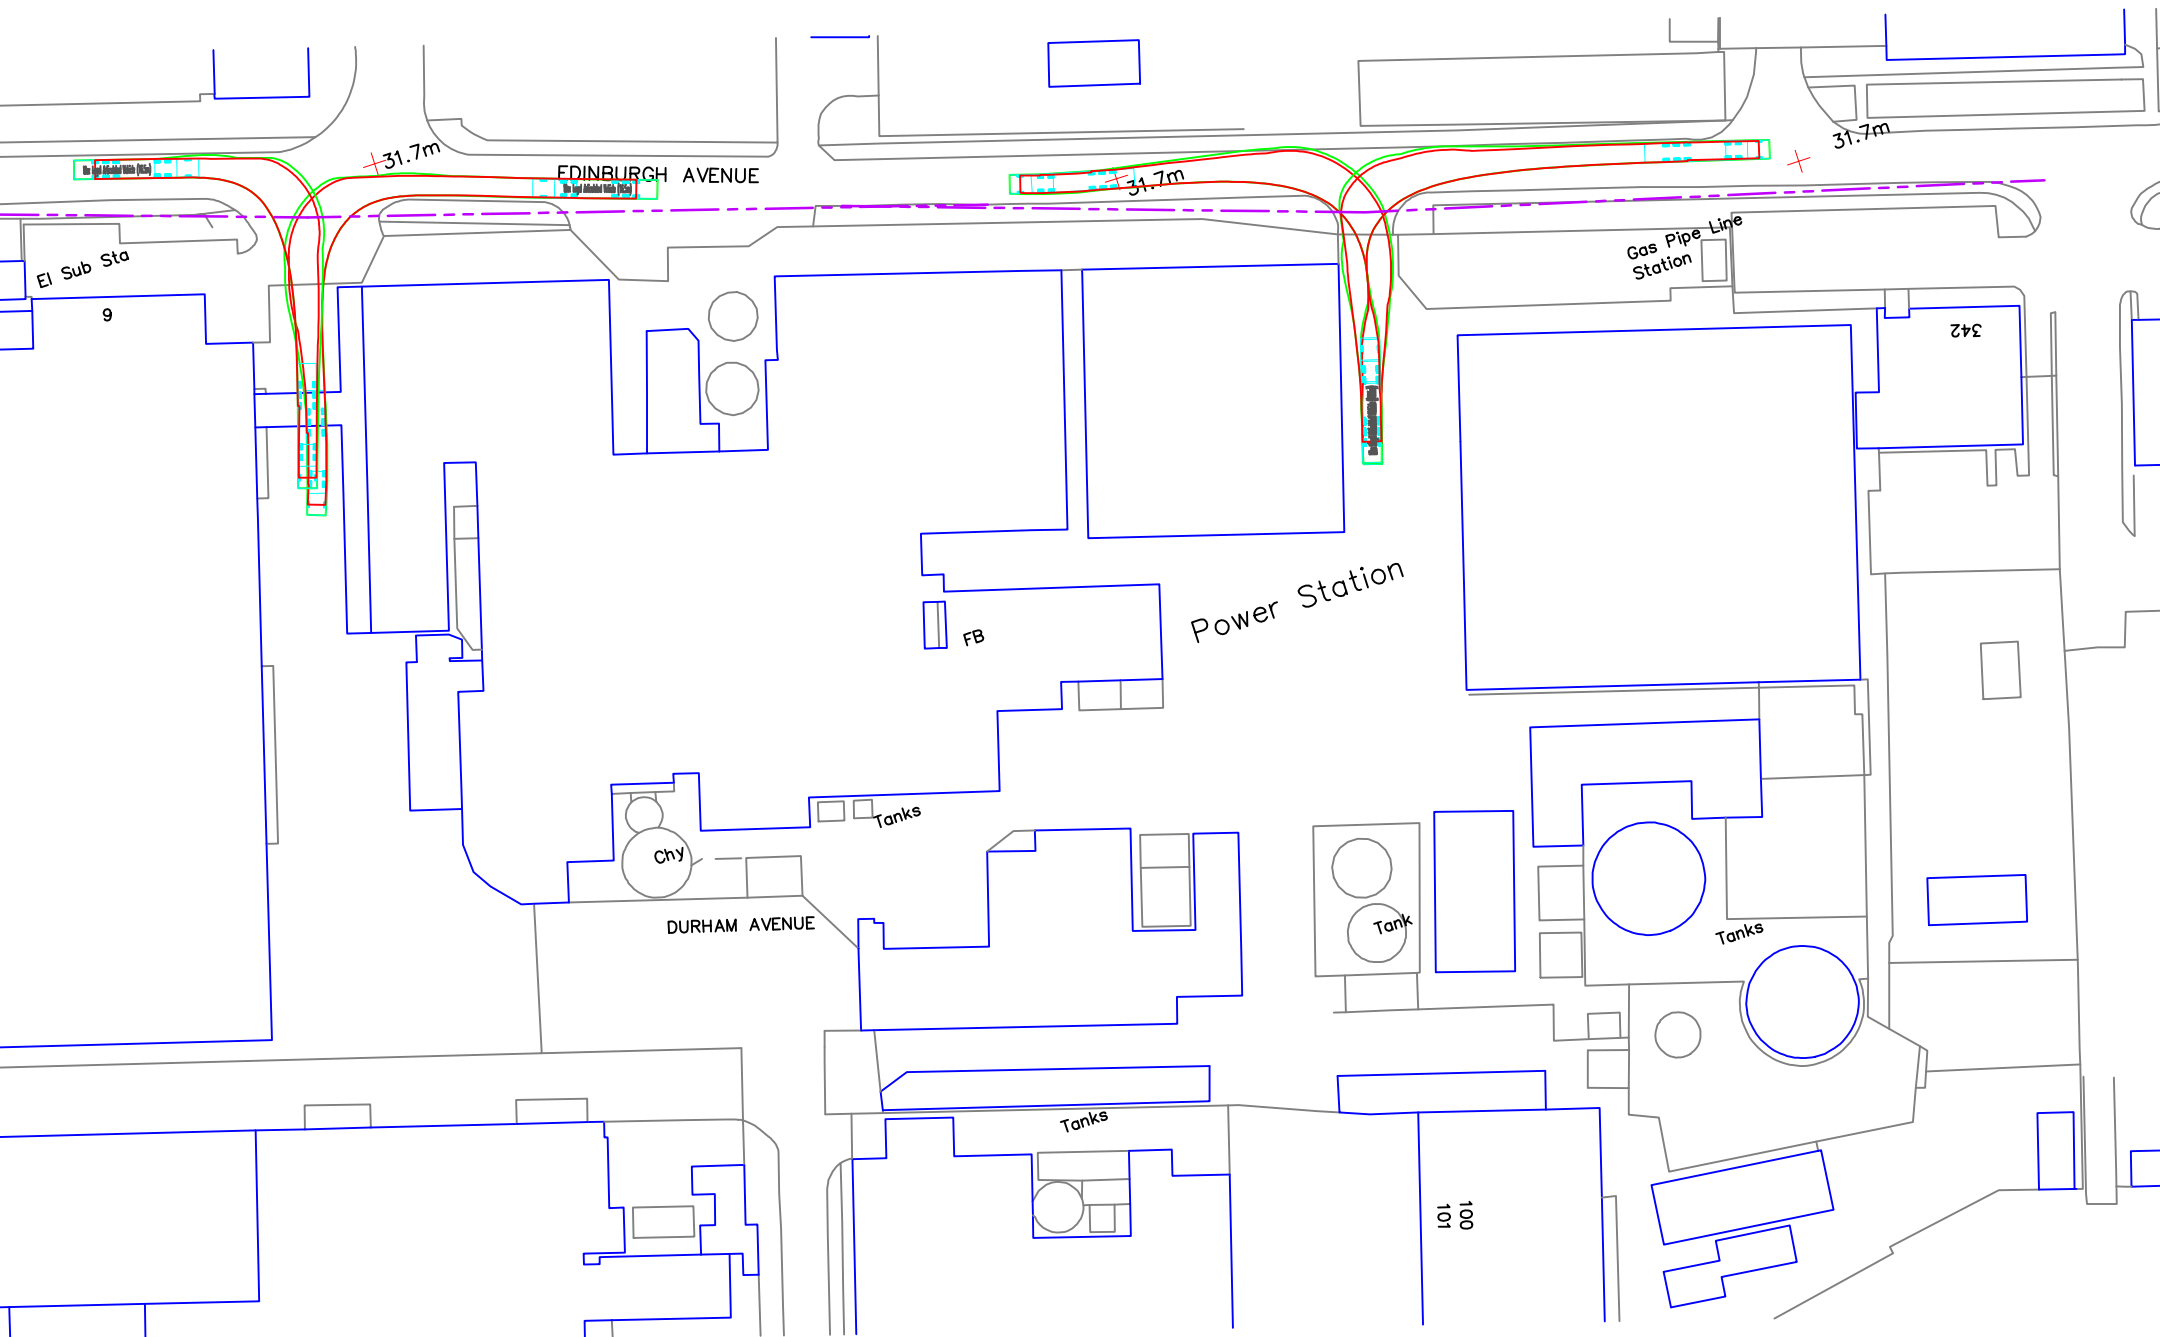 31.7m
31.7m
EDINBURGH AVENUE
31.7m
Gas Pipe Line
Station
El Sub Sta
9
342
Power Station
FB
Tanks
Chy
DURHAM AVENUE
Tank
Tanks
Tanks
100
101